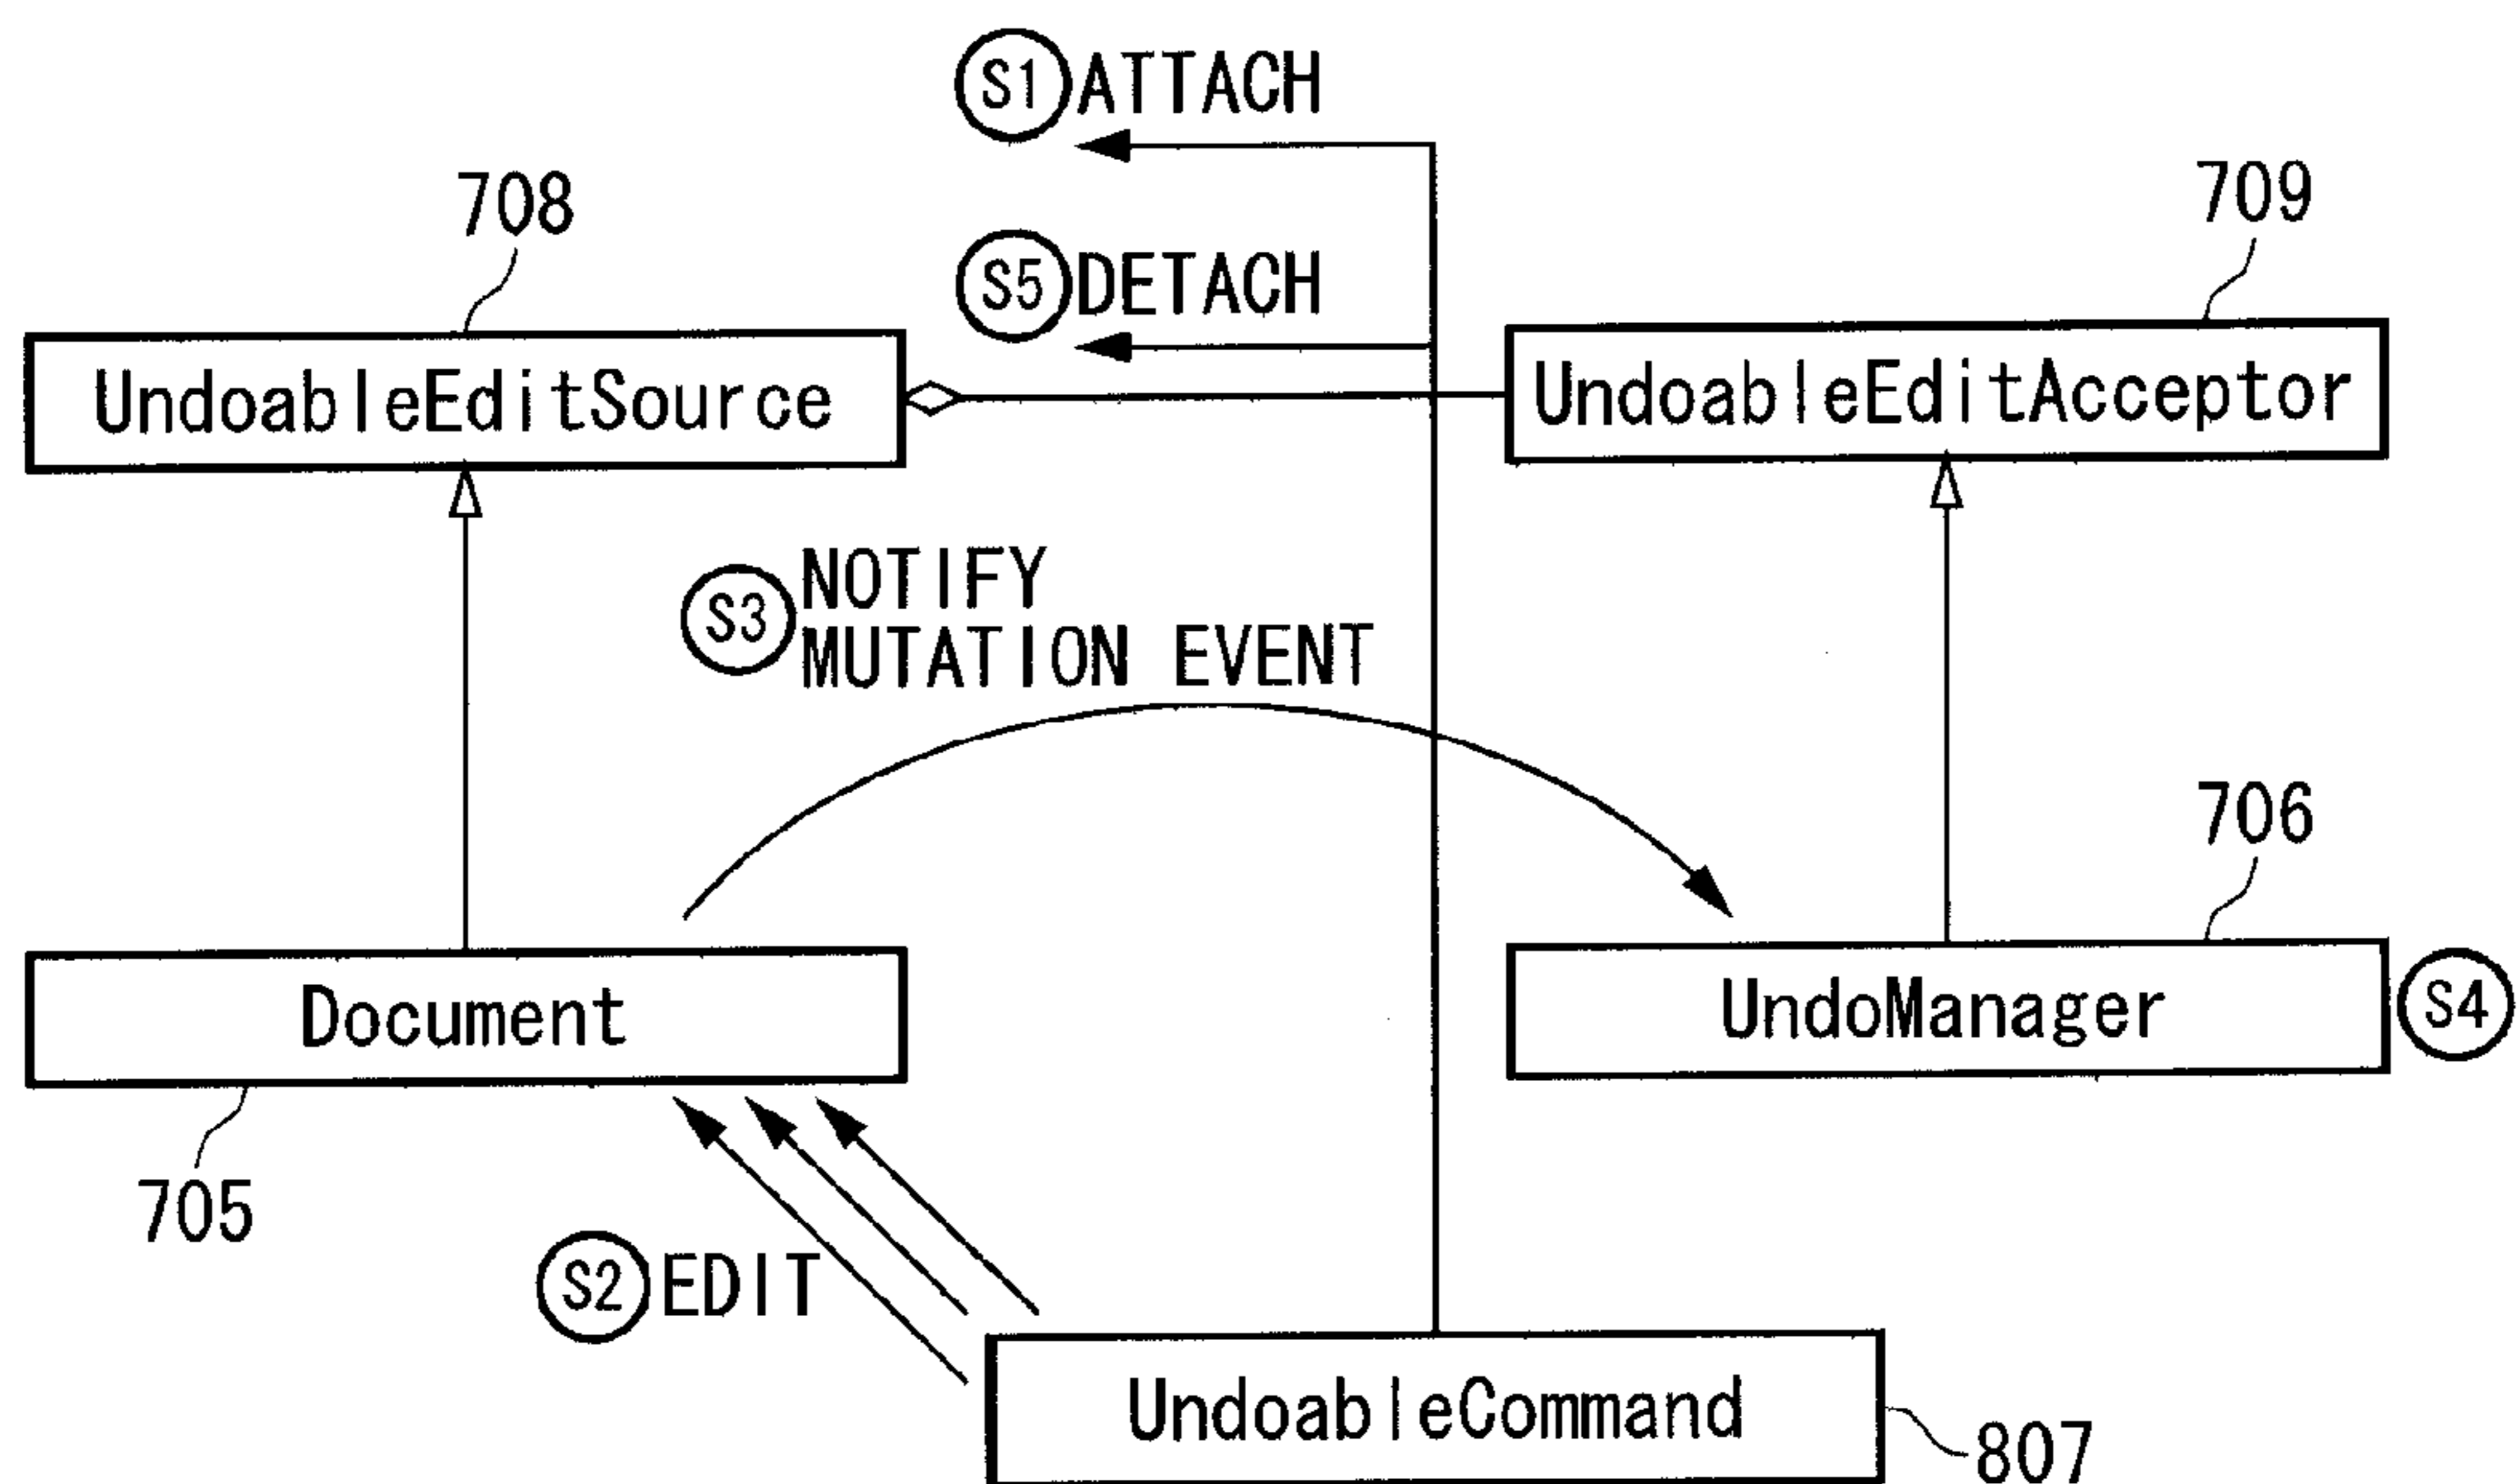 S1 ATTACH
708
709
S5 DETACH
UndoableEditSource
UndoableEditAcceptor
S3 NOTIFY
MUTATION EVENT
706
Document
UndoManager
S4
705
S2 EDIT
UndoableCommand
807